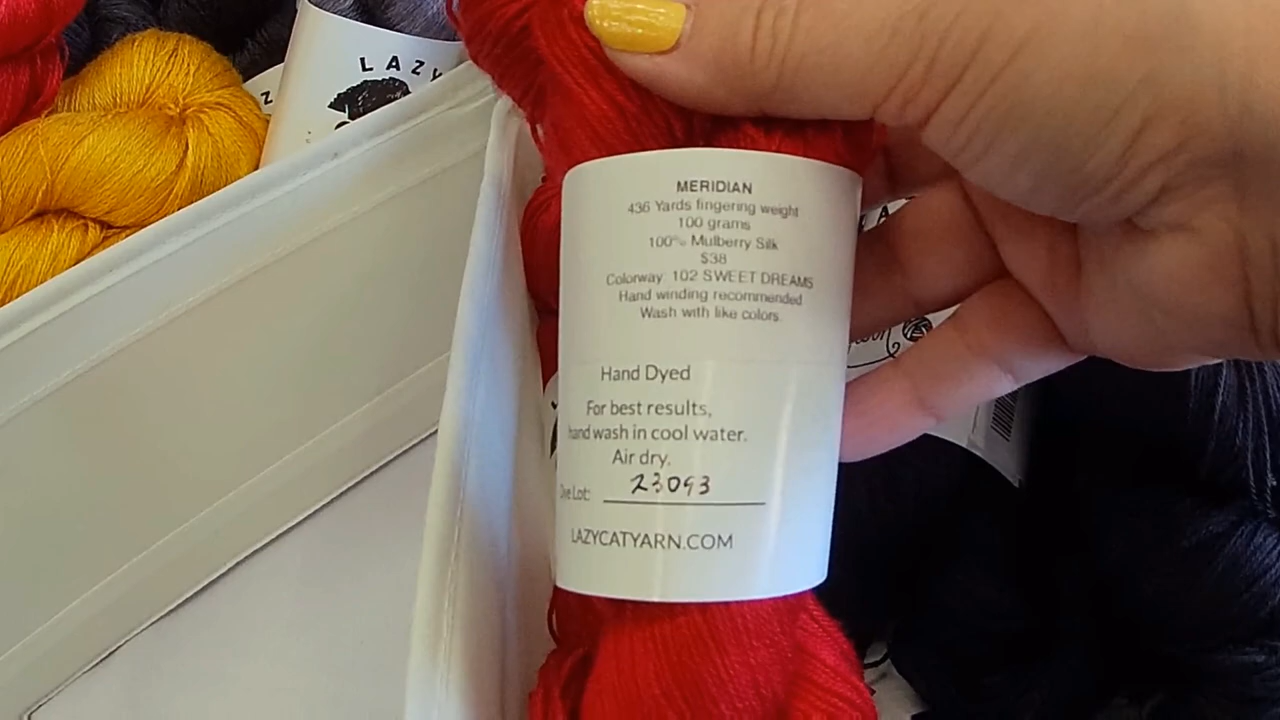 LAZY
MERIDIAN
436 Yards fingering weight
100 grams
100% Mulberry Silk
$38
Colorway: 102 SWEET DREAMS
Hand winding recommended
Wash with like colors.
Hand Dyed
For best results,
hand wash in cool water.
Air dry.
Dye Lot: 23093
LAZYCATYARN.COM